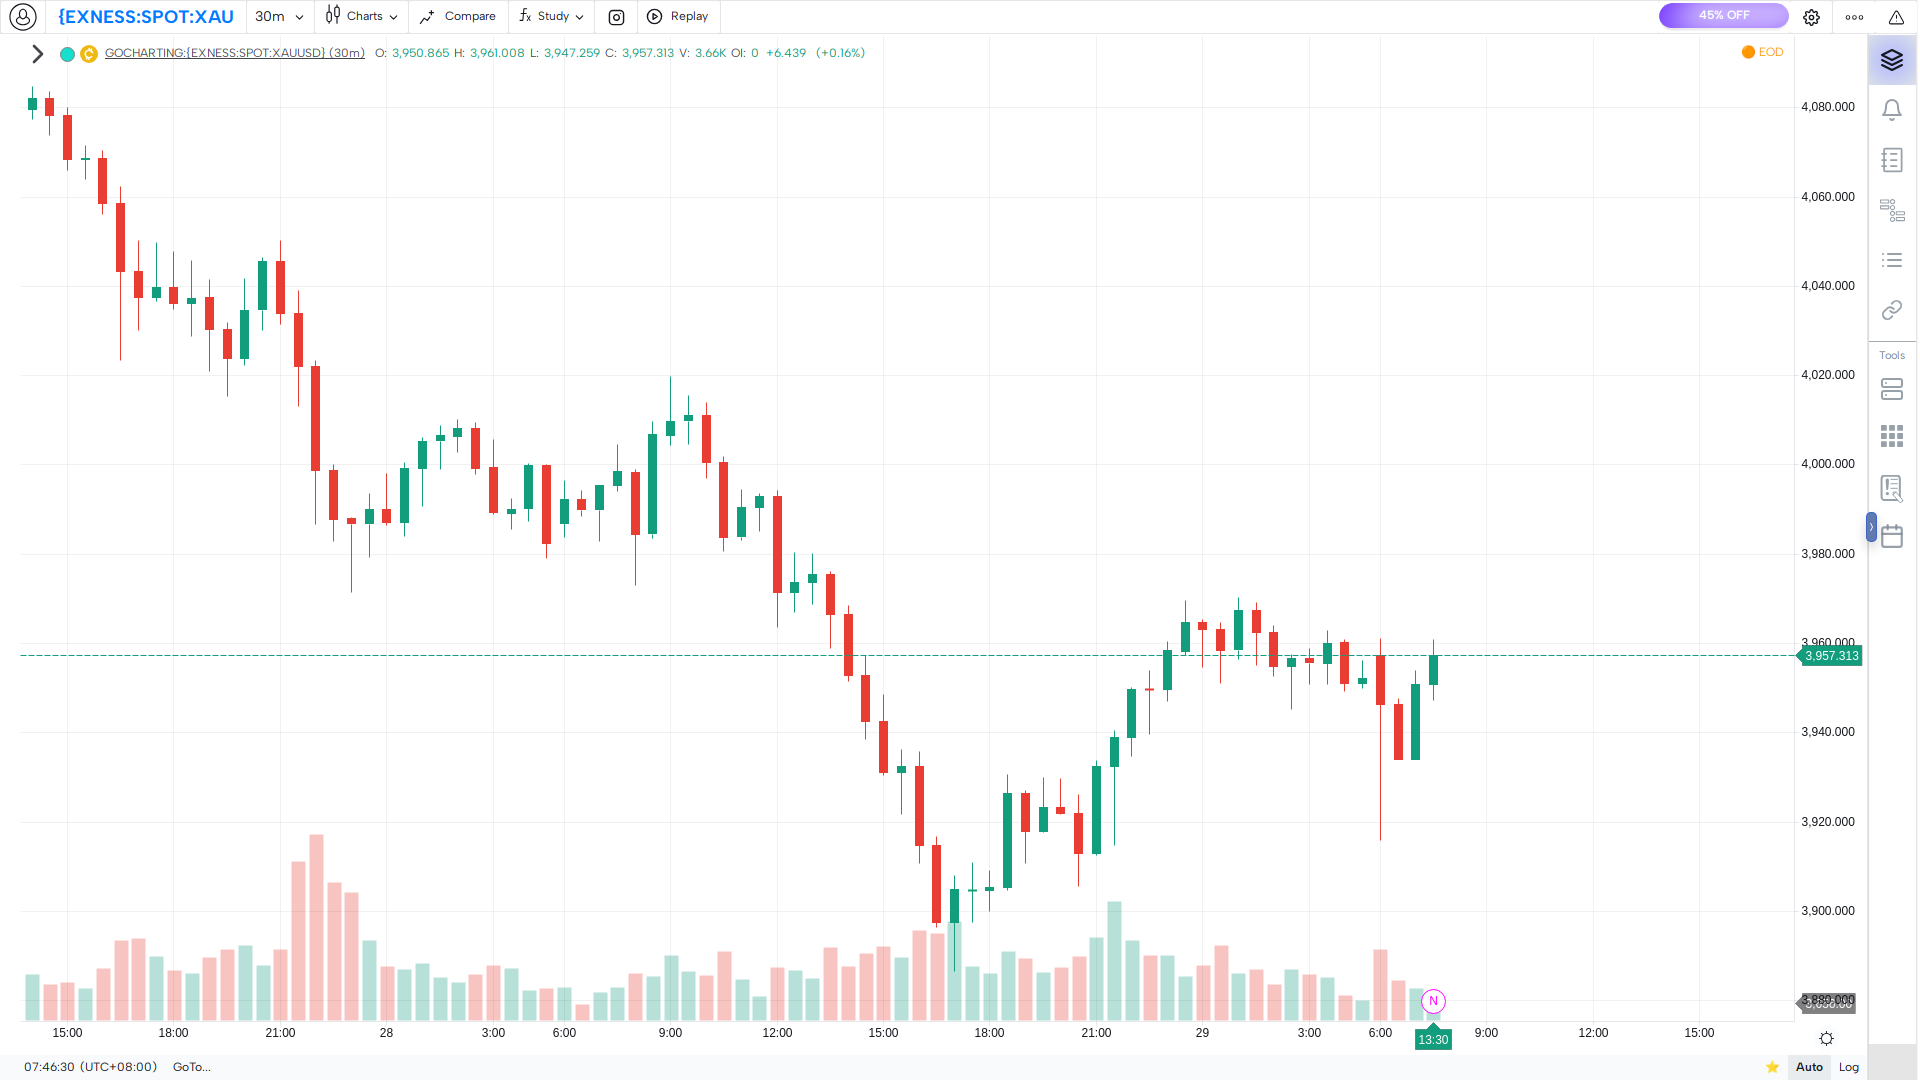 {EXNESS:SPOT:XAU 30m Charts Compare Study Replay 45% OFF
GOCHARTING:{EXNESS:SPOT:XAUUSD} (30m) O: 3,950.865 H: 3,961.008 L: 3,947.259 C: 3,957.313 V: 3.66K OI: 0 +6.439 (+0.16%) EOD
4,080.000
4,060.000
4,040.000
4,020.000
4,000.000
3,980.000
3,960.000
3,957.313
3,940.000
3,920.000
3,900.000
3,880.000
Tools
N
15:00 18:00 21:00 28 3:00 6:00 9:00 12:00 15:00 18:00 21:00 29 3:00 6:00 9:00 12:00 15:00
13:30
07:46:30 (UTC+08:00) GoTo... Auto Log